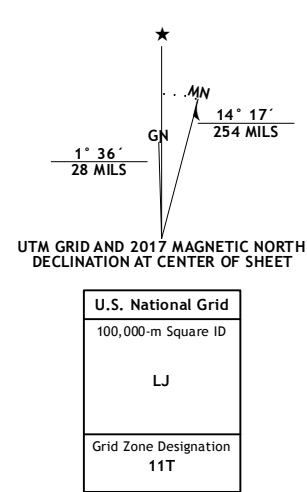 ★
MN
GN
14° 17´
254 MILS
1° 36´
28 MILS
UTM GRID AND 2017 MAGNETIC NORTH
DECLINATION AT CENTER OF SHEET
U.S. National Grid
100,000-m Square ID
LJ
Grid Zone Designation
11T